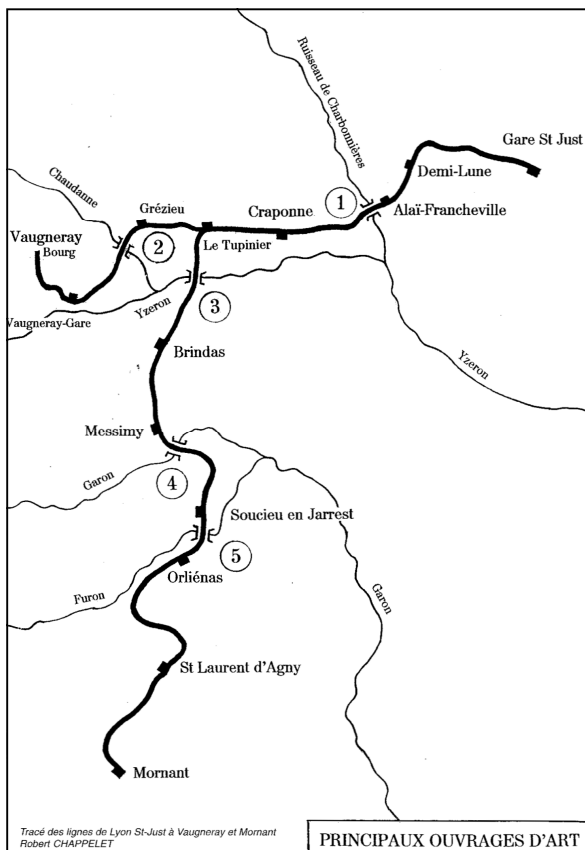 Ruisseau de Charbonnières
Gare St Just
Demi-Lune
1
Alaï-Francheville
Chaudanne
Grézieu
Craponne
Vaugneray
Bourg
2
Le Tupinier
Vaugneray-Gare
Yzeron
3
Yzeron
Brindas
Messimy
Garon
4
Soucieu en Jarrest
5
Orliénas
Furon
Garon
St Laurent d'Agny
Mornant
Tracé des lignes de Lyon St-Just à Vaugneray et Mornant
Robert CHAPPELET
PRINCIPAUX OUVRAGES D'ART